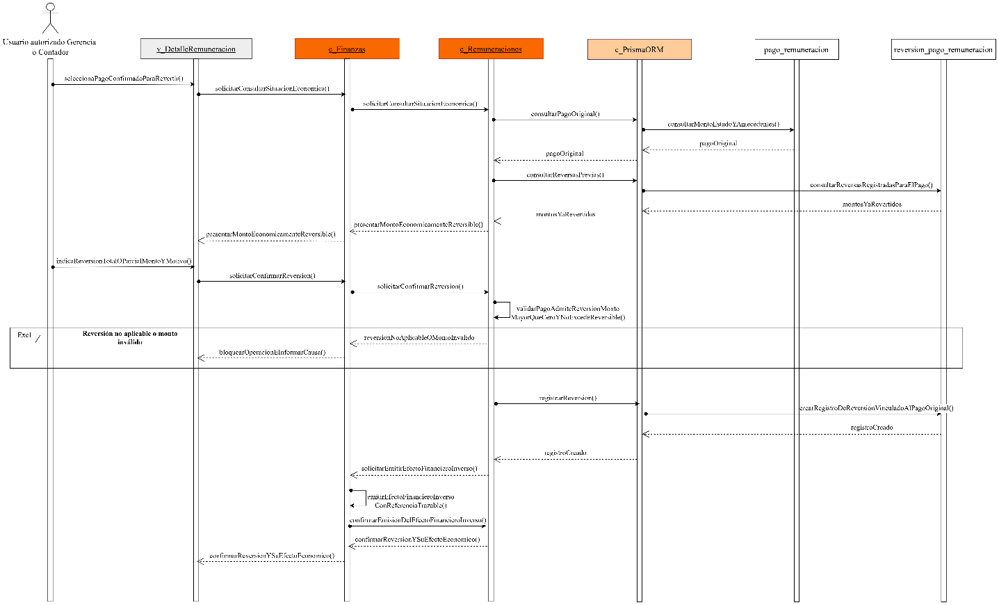 Usuario autorizado Gerencia
o Contador
v_DetalleRemuneracion
c_Finanzas
c_Remuneraciones
c_PrismaORM
pago_remuneracion
reversion_pago_remuneracion
seleccionaPagoConfirmadoParaRevertir()
solicitarConsultarSituacionEconomica()
solicitarConsultarSituacionEconomica()
consultarPagoOriginal()
consultarMontoEstadoYAntecedentes()
pagoOriginal
pagoOriginal
consultarReversasPrevias()
consultarReversasRegistradasParaElPago()
montosYaRevertidos
montosYaRevertidos
presentarMontoEconomicamenteReversible()
presentarMontoEconomicamenteReversible()
indicaReversionTotalOParcialMontoYMotivo()
solicitarConfirmarReversion()
solicitarConfirmarReversion()
validarPagoAdmiteReversionMonto
MayorQueCeroYNoExcedeReversible()
Excl
Reversión no aplicable o monto
inválido
reversionNoAplicableOMontoInvalido
bloquearOperacionEInformarCausa()
registrarReversion()
crearRegistroDeReversionVinculadoAlPagoOriginal()
registroCreado
registroCreado
solicitarEmitirEfectoFinancieroInverso()
emitirEfectoFinancieroInverso
ConReferenciaTrazable()
confirmarEmisionDelEfectoFinancieroInverso()
confirmarReversionYSuEfectoEconomico()
confirmarReversionYSuEfectoEconomico()